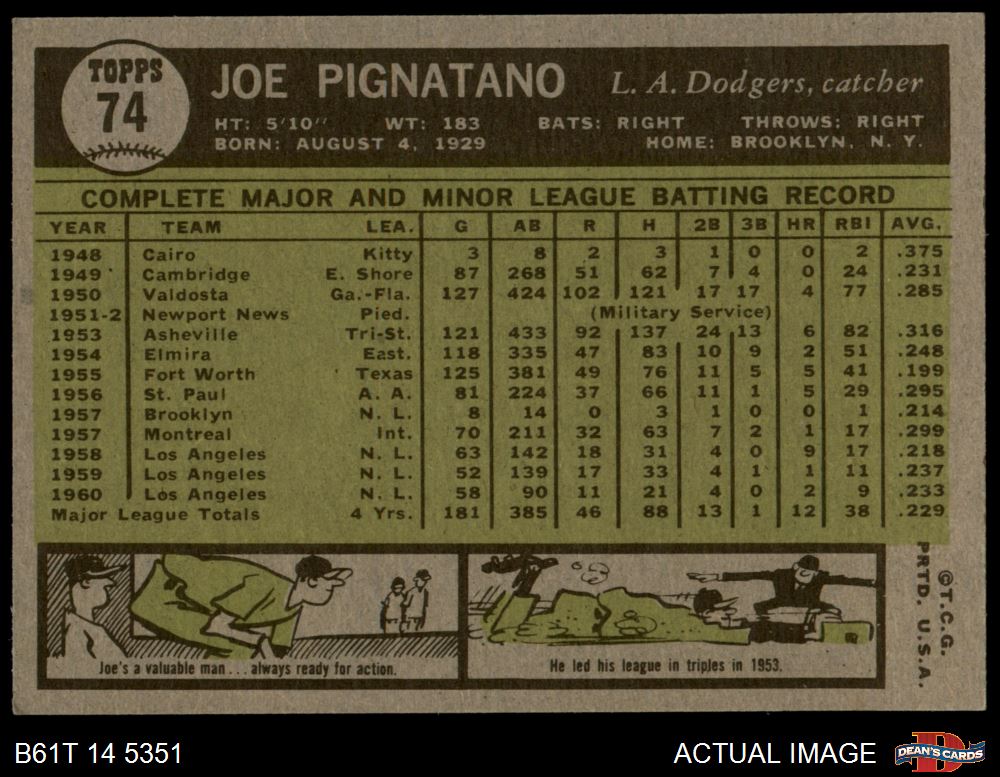 TOPPS
74
JOE PIGNATANO L. A. Dodgers, catcher
HT: 5'10" WT: 183 BATS: RIGHT THROWS: RIGHT
BORN: AUGUST 4, 1929 HOME: BROOKLYN, N. Y.
COMPLETE MAJOR AND MINOR LEAGUE BATTING RECORD
YEAR TEAM LEA. G AB R H 2B 3B HR RBI AVG.
1948 Cairo Kitty 3 8 2 3 1 0 0 2 .375
1949 Cambridge E. Shore 87 268 51 62 7 4 0 24 .231
1950 Valdosta Ga.-Fla. 127 424 102 121 17 17 4 77 .285
1951-2 Newport News Pied. (Military Service)
1953 Asheville Tri-St. 121 433 92 137 24 13 6 82 .316
1954 Elmira East. 118 335 47 83 10 9 2 51 .248
1955 Fort Worth Texas 125 381 49 76 11 5 5 41 .199
1956 St. Paul A. A. 81 224 37 66 11 1 5 29 .295
1957 Brooklyn N. L. 8 14 0 3 1 0 0 1 .214
1957 Montreal Int. 70 211 32 63 7 2 1 17 .299
1958 Los Angeles N. L. 63 142 18 31 4 0 9 17 .218
1959 Los Angeles N. L. 52 139 17 33 4 1 1 11 .237
1960 Los Angeles N. L. 58 90 11 21 4 0 2 9 .233
Major League Totals 4 Yrs. 181 385 46 88 13 1 12 38 .229
Joe's a valuable man... always ready for action.
He led his league in triples in 1953.
©T.C.G.
PRTD. U.S.A.
B61T 14 5351 ACTUAL IMAGE
DEAN'S CARDS